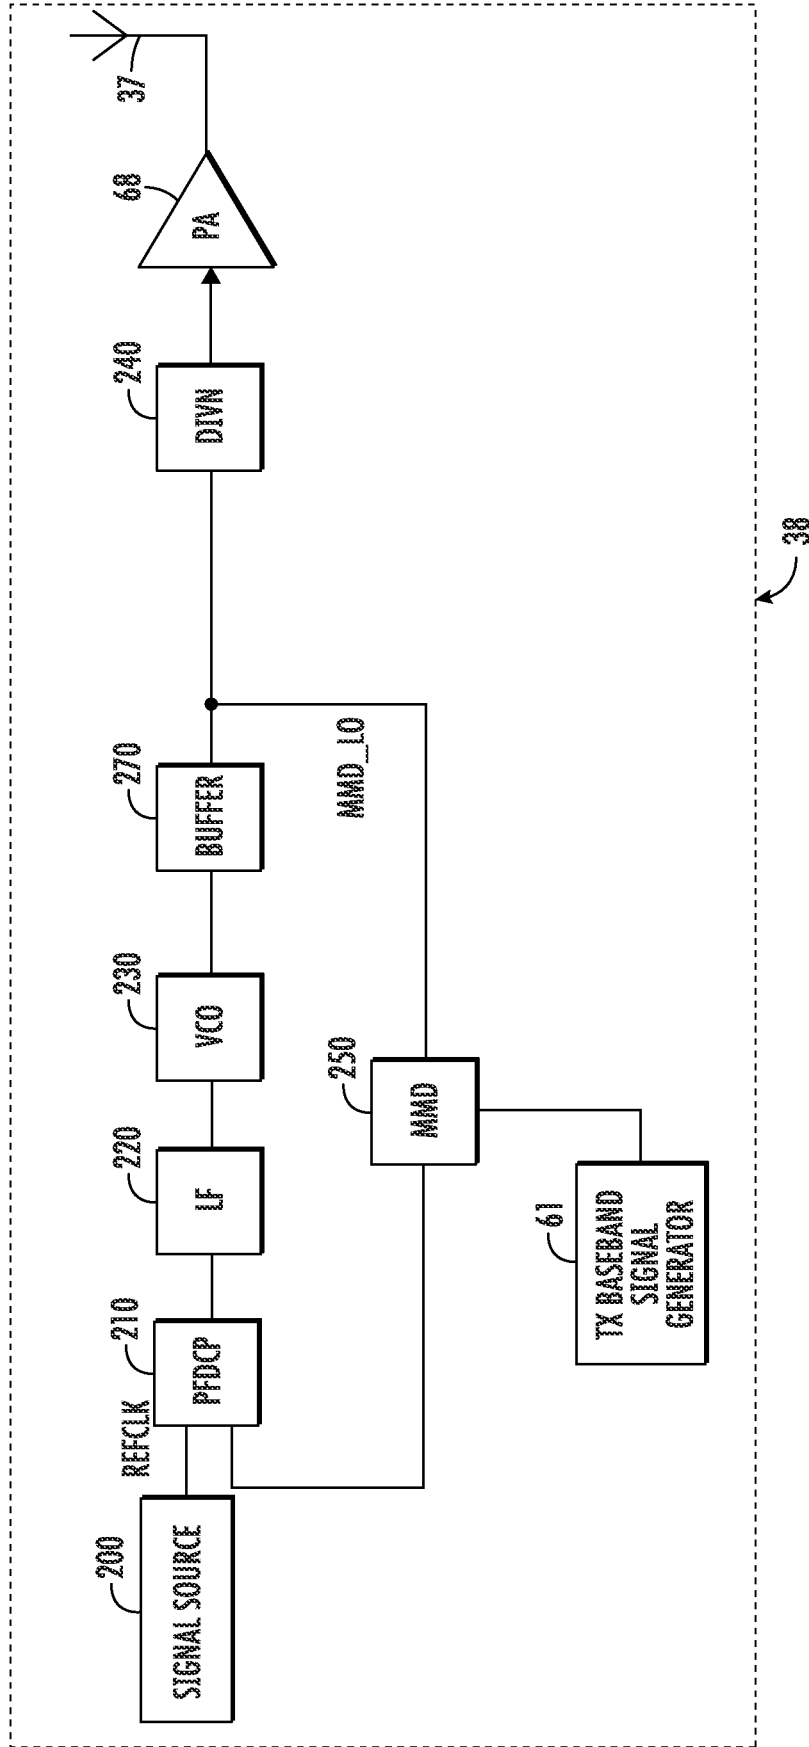 37
68
PA
240
DIVN
270
BUFFER
MMD_LO
230
VCO
250
MMD
220
LF
210
PFDCP
REFCLK
200
SIGNAL SOURCE
61
TX BASEBAND
SIGNAL
GENERATOR
38